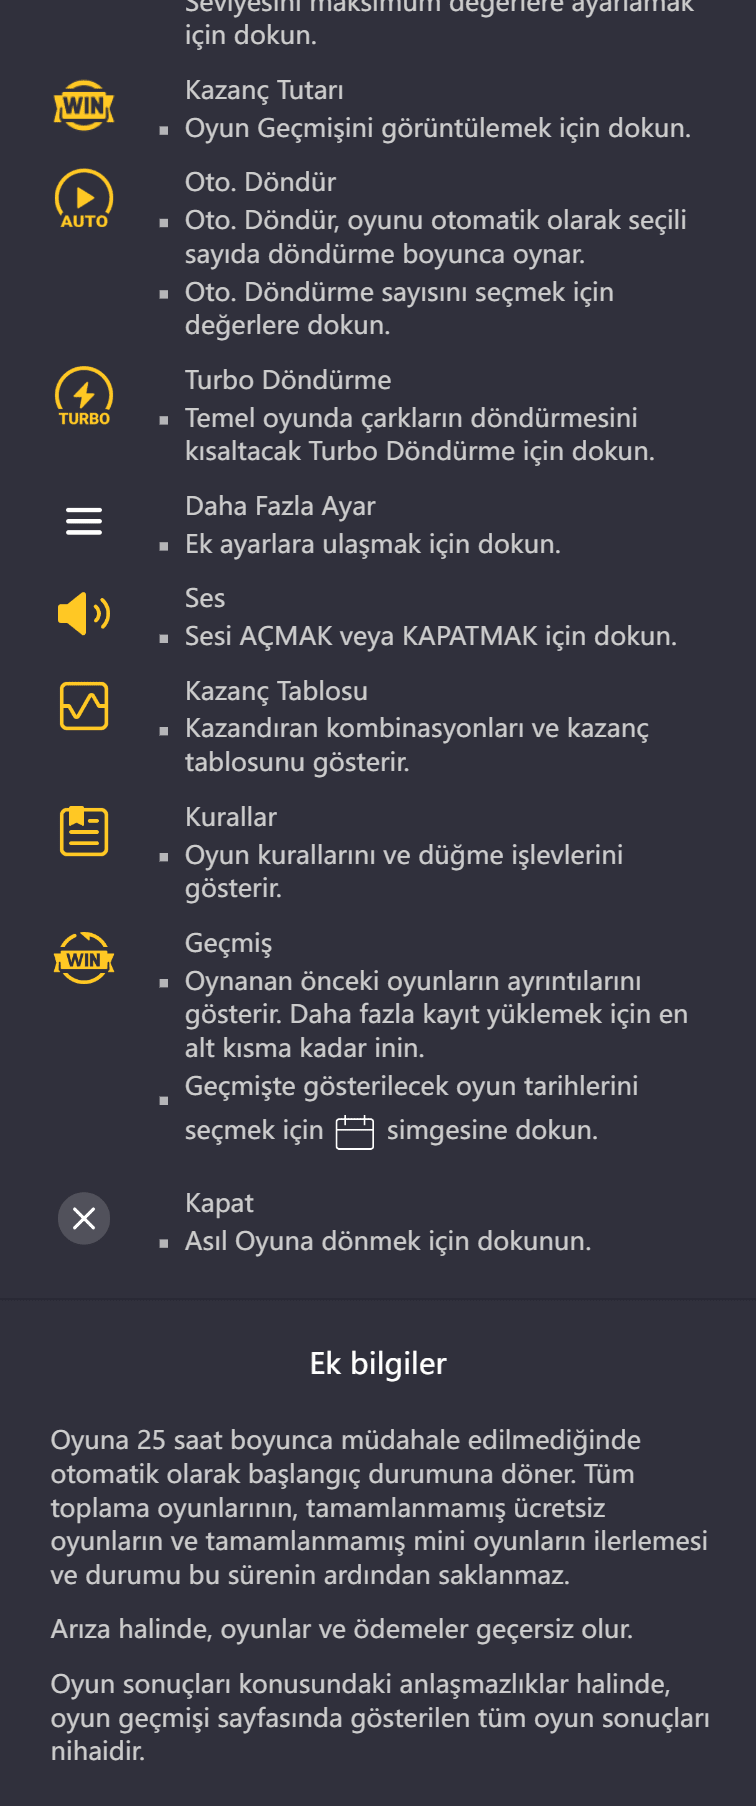 Seviyesini maksimum değerlere ayarlamak
için dokun.
WIN
Kazanç Tutarı
▪ Oyun Geçmişini görüntülemek için dokun.
AUTO
Oto. Döndür
▪ Oto. Döndür, oyunu otomatik olarak seçili
sayıda döndürme boyunca oynar.
▪ Oto. Döndürme sayısını seçmek için
değerlere dokun.
TURBO
Turbo Döndürme
▪ Temel oyunda çarkların döndürmesini
kısaltacak Turbo Döndürme için dokun.
Daha Fazla Ayar
▪ Ek ayarlara ulaşmak için dokun.
Ses
▪ Sesi AÇMAK veya KAPATMAK için dokun.
Kazanç Tablosu
▪ Kazandıran kombinasyonları ve kazanç
tablosunu gösterir.
Kurallar
▪ Oyun kurallarını ve düğme işlevlerini
gösterir.
WIN
Geçmiş
▪ Oynanan önceki oyunların ayrıntılarını
gösterir. Daha fazla kayıt yüklemek için en
alt kısma kadar inin.
▪ Geçmişte gösterilecek oyun tarihlerini
seçmek için simgesine dokun.
Kapat
▪ Asıl Oyuna dönmek için dokunun.
Ek bilgiler
Oyuna 25 saat boyunca müdahale edilmediğinde
otomatik olarak başlangıç durumuna döner. Tüm
toplama oyunlarının, tamamlanmamış ücretsiz
oyunların ve tamamlanmamış mini oyunların ilerlemesi
ve durumu bu sürenin ardından saklanmaz.
Arıza halinde, oyunlar ve ödemeler geçersiz olur.
Oyun sonuçları konusundaki anlaşmazlıklar halinde,
oyun geçmişi sayfasında gösterilen tüm oyun sonuçları
nihaidir.